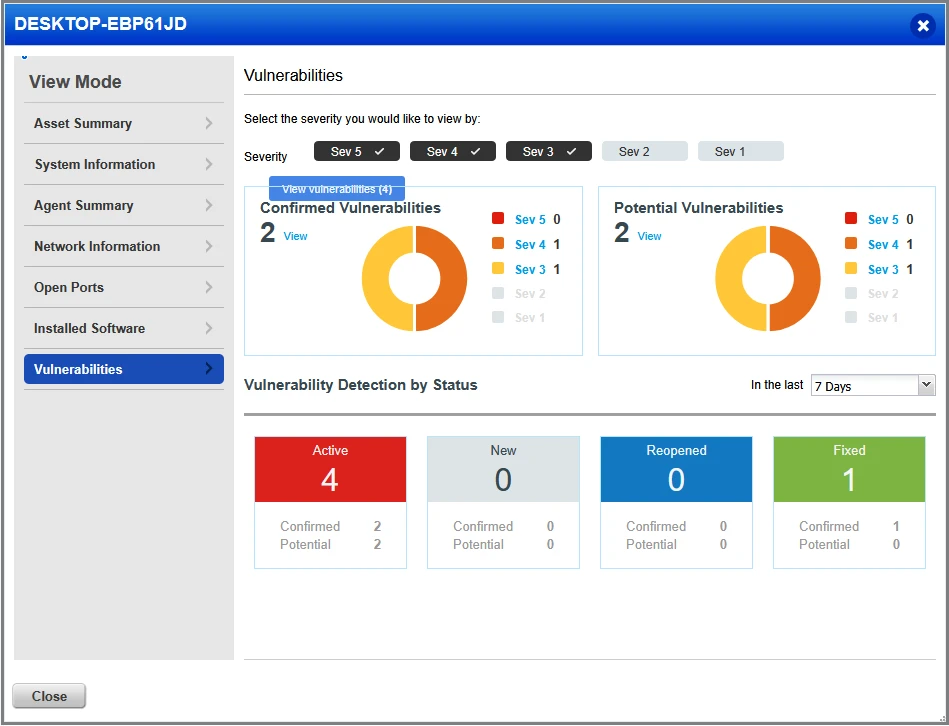 DESKTOP-EBP61JD
View Mode
Asset Summary
System Information
Agent Summary
Network Information
Open Ports
Installed Software
Vulnerabilities
Vulnerabilities
Select the severity you would like to view by:
Severity Sev 5 Sev 4 Sev 3 Sev 2 Sev 1
View vulnerabilities (4)
Confirmed Vulnerabilities
2 View
Sev 5 0
Sev 4 1
Sev 3 1
Sev 2
Sev 1
Potential Vulnerabilities
2 View
Sev 5 0
Sev 4 1
Sev 3 1
Sev 2
Sev 1
Vulnerability Detection by Status In the last 7 Days
Active
4
Confirmed 2
Potential 2
New
0
Confirmed 0
Potential 0
Reopened
0
Confirmed 0
Potential 0
Fixed
1
Confirmed 1
Potential 0
Close